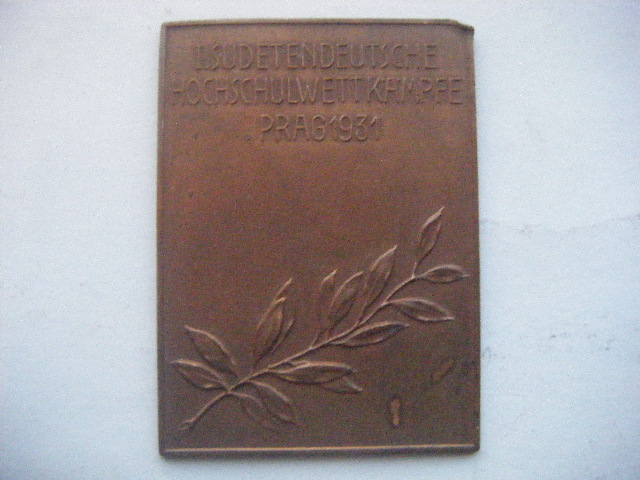 II.SUDETENDEUTSCHE
HOCHSCHULWETTKÄMPFE
PRAG 1931